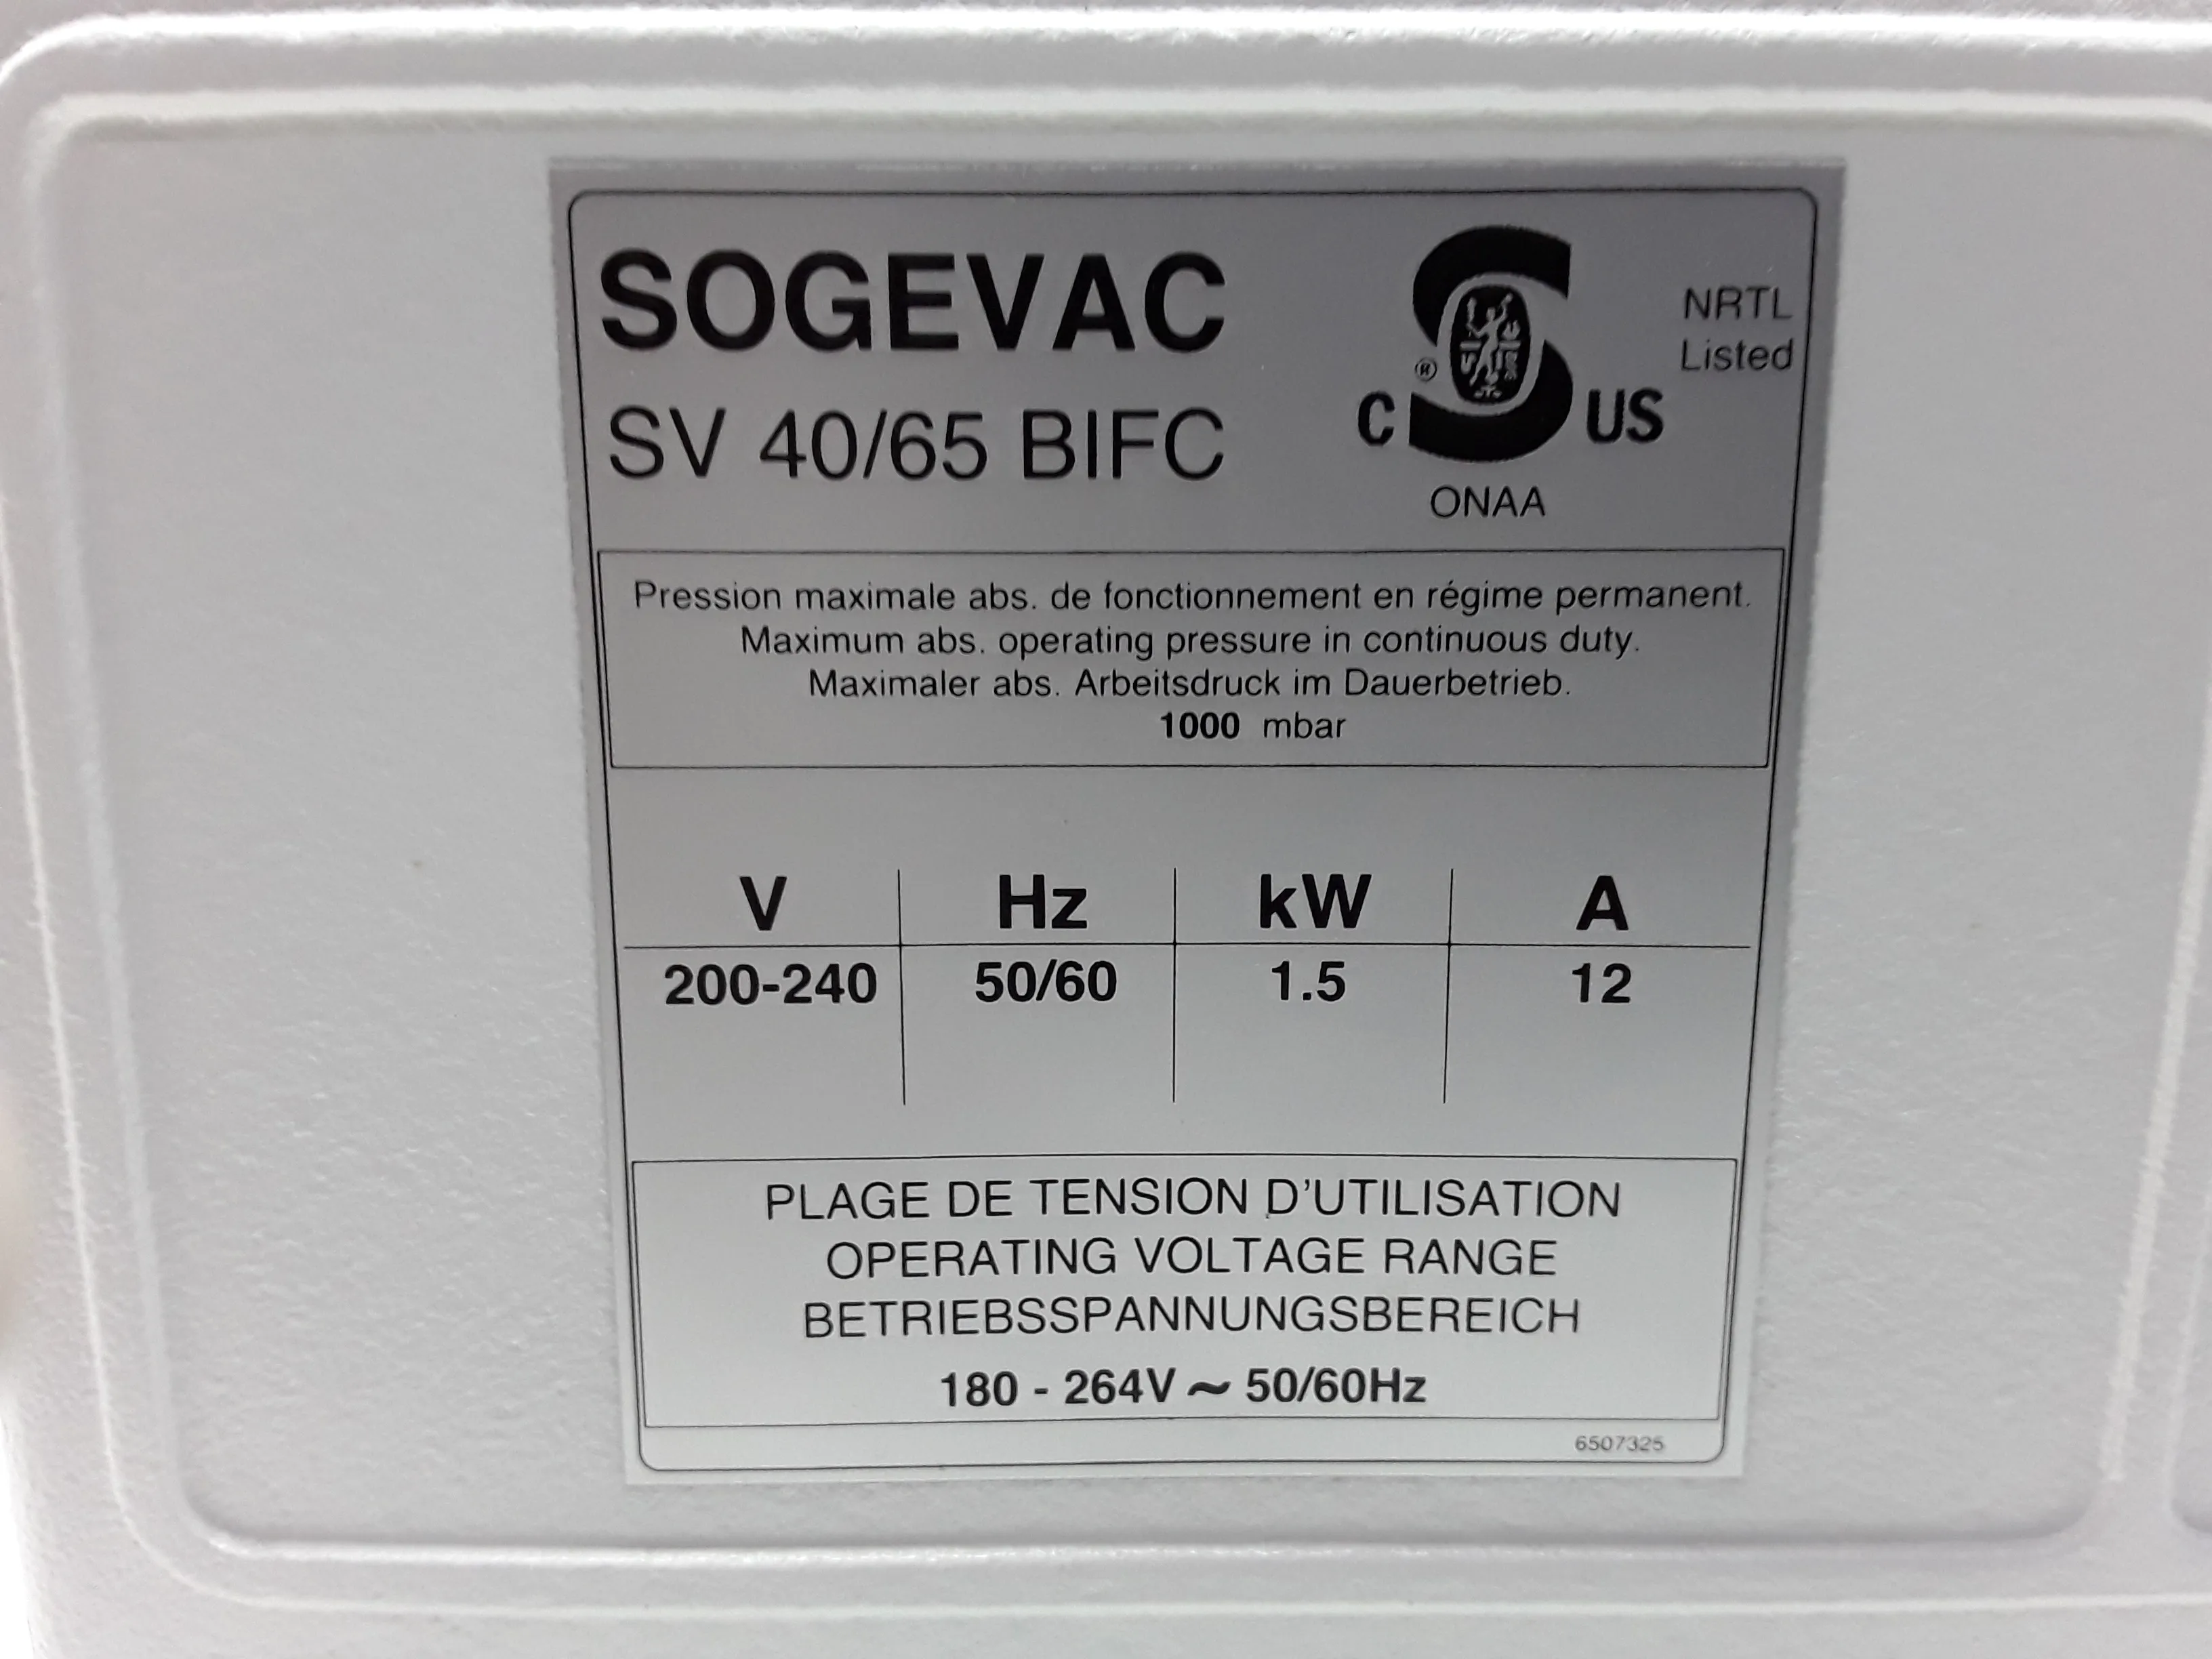 SOGEVAC
SV 40/65 BIFC
NRTL
Listed
®
C US
ONAA
Pression maximale abs. de fonctionnement en régime permanent.
Maximum abs. operating pressure in continuous duty.
Maximaler abs. Arbeitsdruck im Dauerbetrieb.
1000 mbar
V Hz kW A
200-240 50/60 1.5 12
PLAGE DE TENSION D'UTILISATION
OPERATING VOLTAGE RANGE
BETRIEBSSPANNUNGSBEREICH
180 - 264V ~ 50/60Hz
6507325